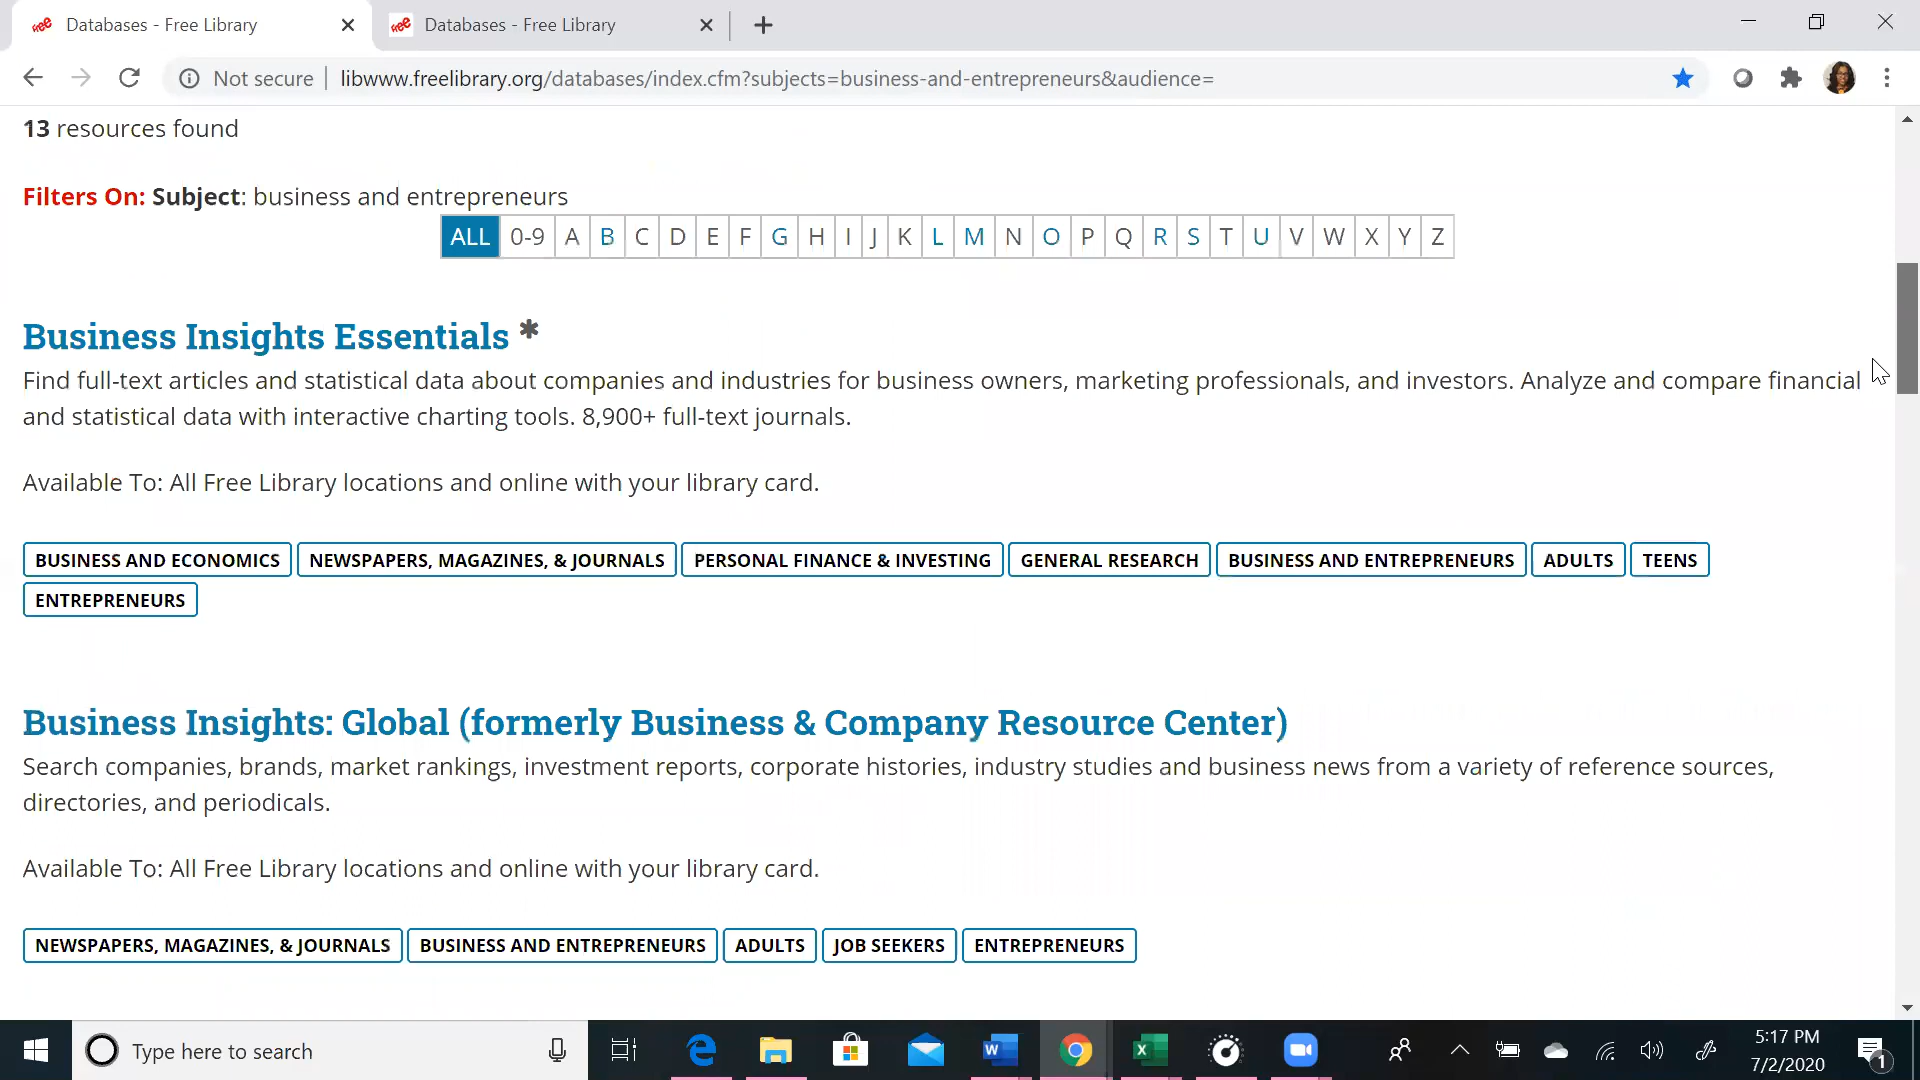 Databases - Free Library
Databases - Free Library
Not secure | libwww.freelibrary.org/databases/index.cfm?subjects=business-and-entrepreneurs&audience=
13 resources found
Filters On: Subject: business and entrepreneurs
ALL 0-9 A B C D E F G H I J K L M N O P Q R S T U V W X Y Z
Business Insights Essentials *
Find full-text articles and statistical data about companies and industries for business owners, marketing professionals, and investors. Analyze and compare financial
and statistical data with interactive charting tools. 8,900+ full-text journals.
Available To: All Free Library locations and online with your library card.
BUSINESS AND ECONOMICS NEWSPAPERS, MAGAZINES, & JOURNALS PERSONAL FINANCE & INVESTING GENERAL RESEARCH BUSINESS AND ENTREPRENEURS ADULTS TEENS
ENTREPRENEURS
Business Insights: Global (formerly Business & Company Resource Center)
Search companies, brands, market rankings, investment reports, corporate histories, industry studies and business news from a variety of reference sources,
directories, and periodicals.
Available To: All Free Library locations and online with your library card.
NEWSPAPERS, MAGAZINES, & JOURNALS BUSINESS AND ENTREPRENEURS ADULTS JOB SEEKERS ENTREPRENEURS
Type here to search
5:17 PM
7/2/2020
1